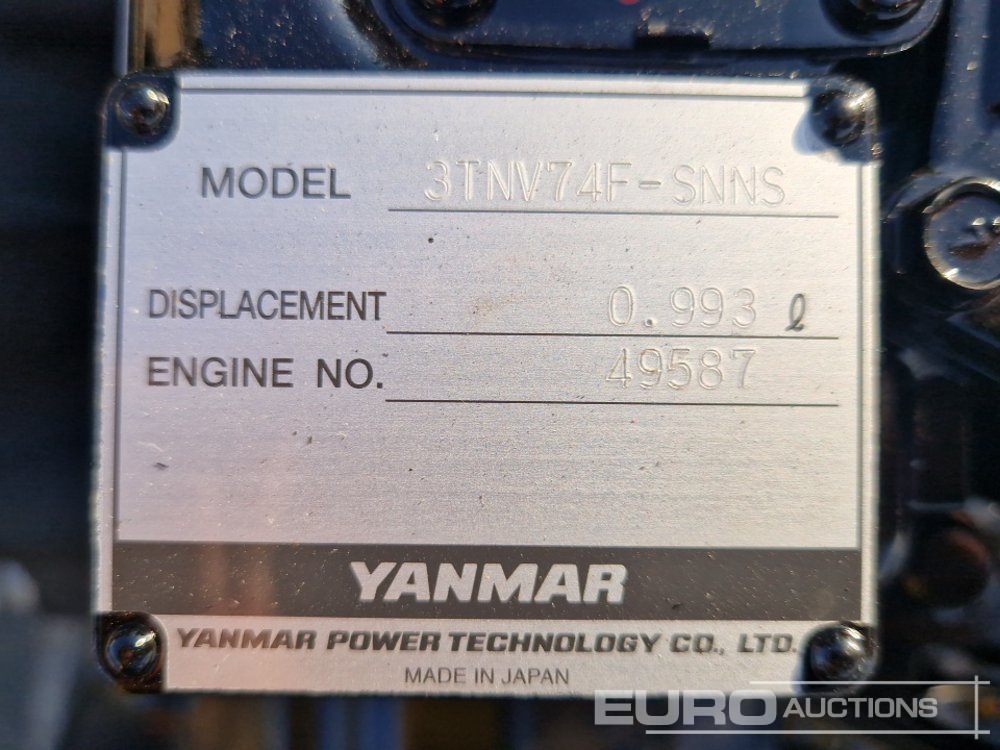 MODEL 3TNV74F-SNNS
DISPLACEMENT 0.993 ℓ
ENGINE NO. 49587
YANMAR
YANMAR POWER TECHNOLOGY CO., LTD.
MADE IN JAPAN
EURO AUCTIONS